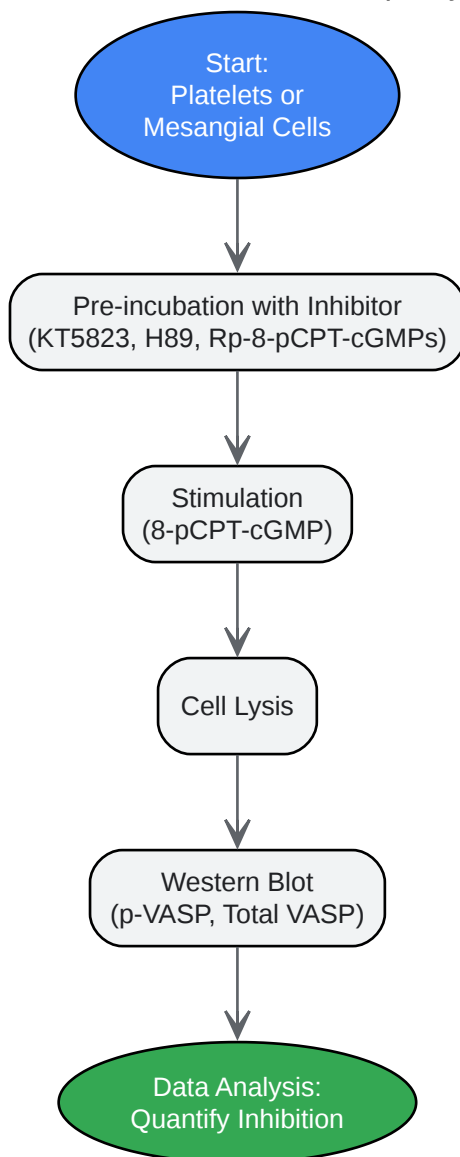 Start:
Platelets or
Mesangial Cells
Pre-incubation with Inhibitor
(KT5823, H89, Rp-8-pCPT-cGMPs)
Stimulation
(8-pCPT-cGMP)
Cell Lysis
Western Blot
(p-VASP, Total VASP)
Data Analysis:
Quantify Inhibition